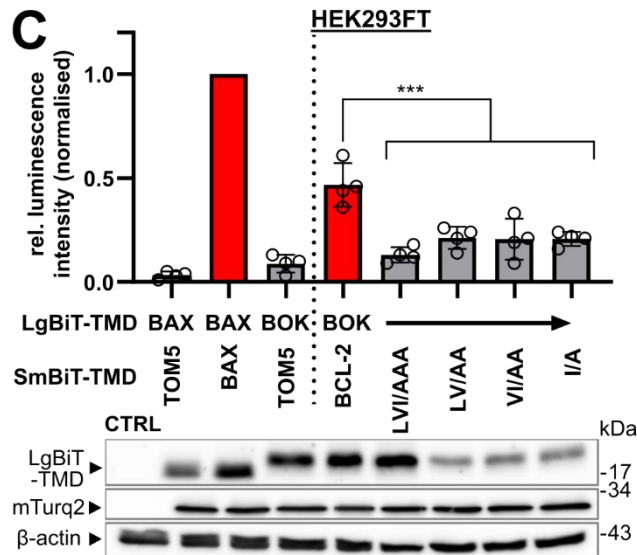 C
HEK293FT
rel. luminescence
intensity (normalised)
1.0
0.5
0.0
***
LgBiT-TMD BAX BAX BOK BOK
SmBiT-TMD TOM5 BAX TOM5 BCL-2 LVI/AAA LV/AA VI/AA I/A
CTRL
kDa
LgBiT
-TMD
-17
-34
mTurq2
β-actin
-43